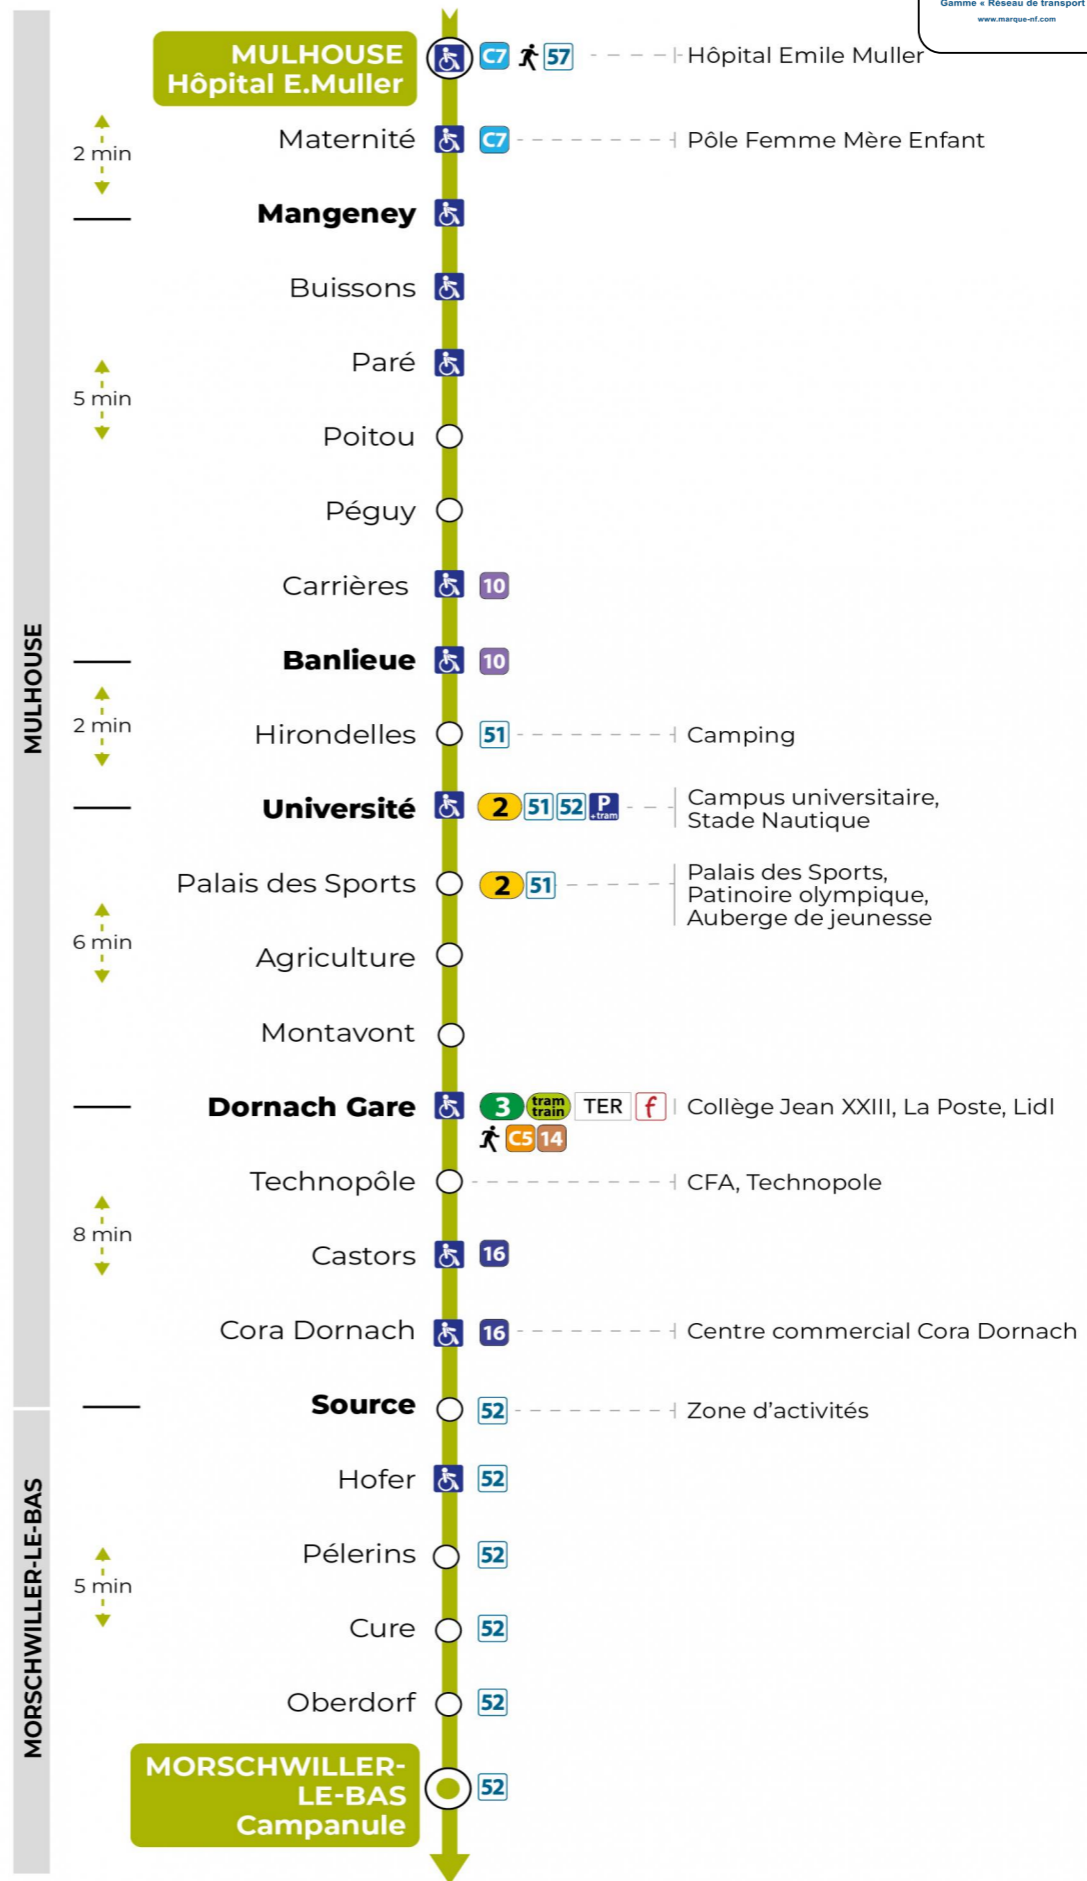 Gamme « Réseau de transport
www.marque-nf.com
MULHOUSE
Hôpital E.Muller
C7 57 Hôpital Emile Muller
Maternité C7 Pôle Femme Mère Enfant
2 min
Mangeney
Buissons
Paré
5 min
Poitou
Péguy
Carrières 10
MULHOUSE
Banlieue 10
2 min
Hirondelles 51 Camping
Université 2 51 52 P +tram Campus universitaire,
Stade Nautique
Palais des Sports 2 51 Palais des Sports,
Patinoire olympique,
Auberge de jeunesse
6 min
Agriculture
Montavont
Dornach Gare 3 tram train TER f Collège Jean XXIII, La Poste, Lidl
C5 14
Technopôle CFA, Technopole
8 min
Castors 16
Cora Dornach 16 Centre commercial Cora Dornach
Source 52 Zone d’activités
Hofer 52
MORSCHWILLER-LE-BAS
Pélerins 52
5 min
Cure 52
Oberdorf 52
MORSCHWILLER-
LE-BAS
Campanule
52